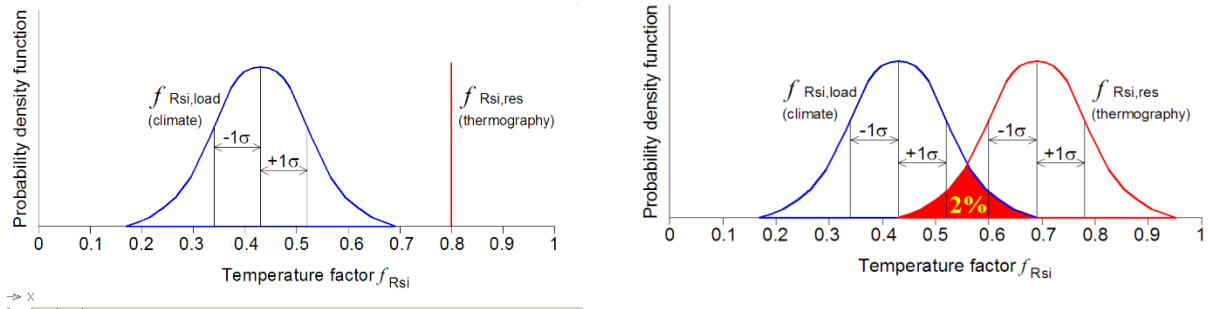 Probability density function
f Rsi,load
(climate)
-1σ
+1σ
f Rsi,res
(thermography)
0 0.1 0.2 0.3 0.4 0.5 0.6 0.7 0.8 0.9 1
Temperature factor f Rsi
X
Probability density function
f Rsi,load
(climate)
-1σ
+1σ
-1σ
+1σ
f Rsi,res
(thermography)
2%
0 0.1 0.2 0.3 0.4 0.5 0.6 0.7 0.8 0.9 1
Temperature factor f Rsi